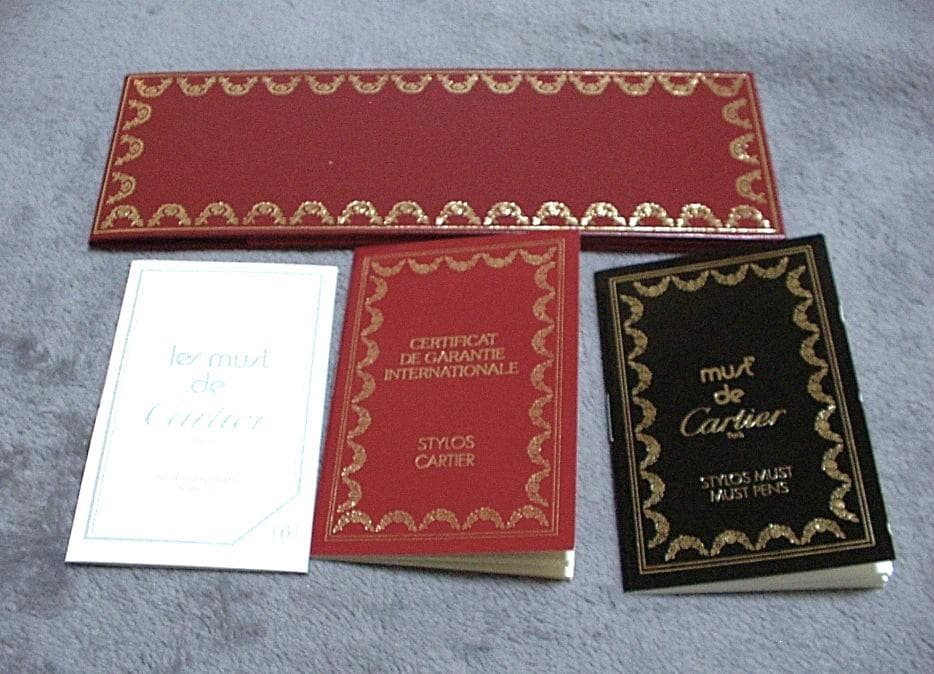 les must
de
Cartier
CERTIFICAT
DE GARANTIE
INTERNATIONALE
STYLOS
CARTIER
must
de
Cartier
Paris
STYLOS MUST
MUST PENS